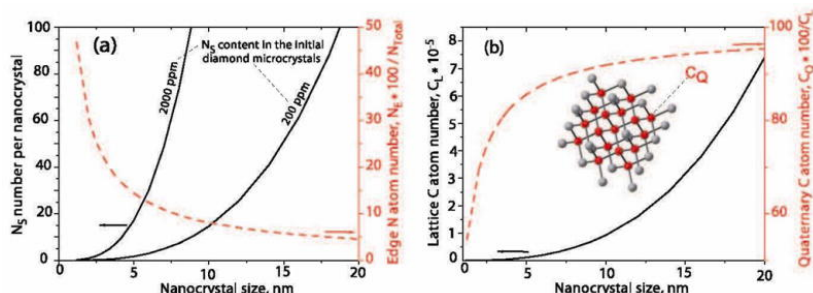 (a)
N_S content in the initial
diamond microcrystals
2000 ppm
200 ppm
N_S number per nanocrystal
100
80
60
40
20
0
0
5
10
15
20
Nanocrystal size, nm
50
40
30
20
10
0
Edge N atom number, N_E * 100 / N_Total
(b)
C_Q
Lattice C atom number, C_L * 10^-5
8
7
6
5
4
3
2
1
0
5
10
15
20
Nanocrystal size, nm
100
80
60
Quaternary C atom number, C_Q * 100/C_L